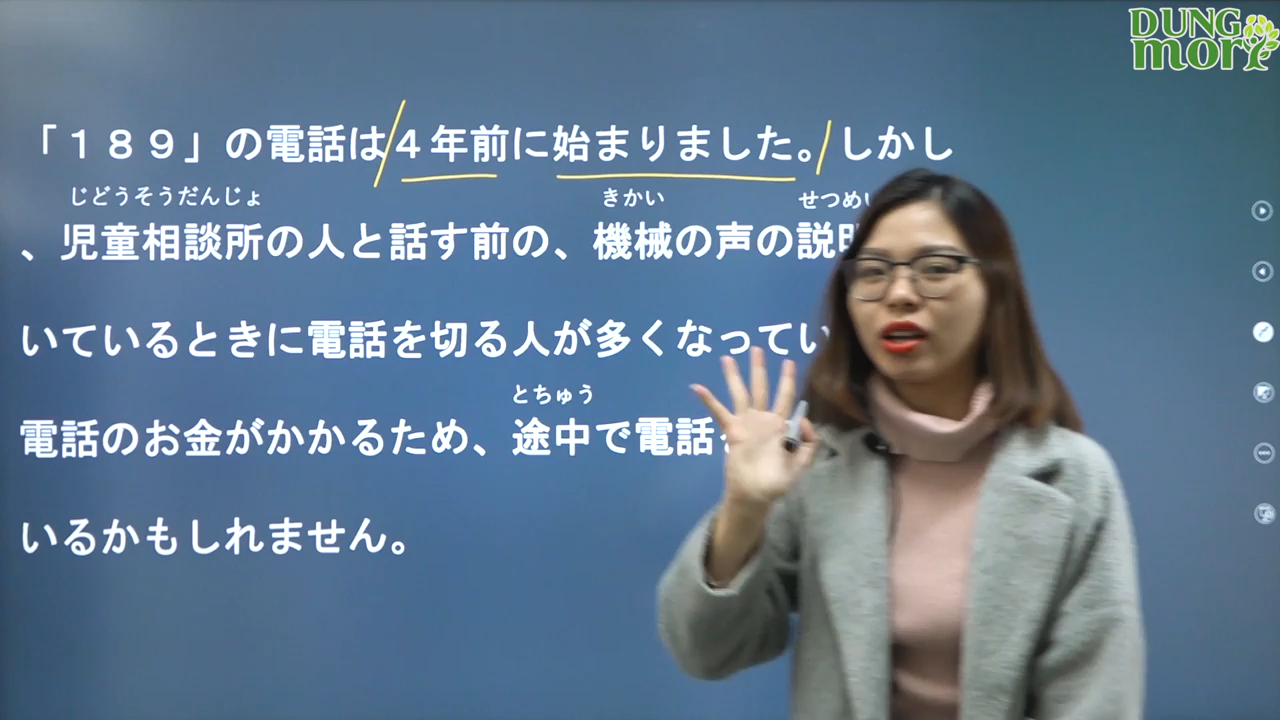 DUNG
mori
「１８９」の電話は４年前に始まりました。しかし
じどうそうだんじょ きかい せつめい
、児童相談所の人と話す前の、機械の声の説明
いているときに電話を切る人が多くなってい
とちゅう
電話のお金がかかるため、途中で電話
いるかもしれません。